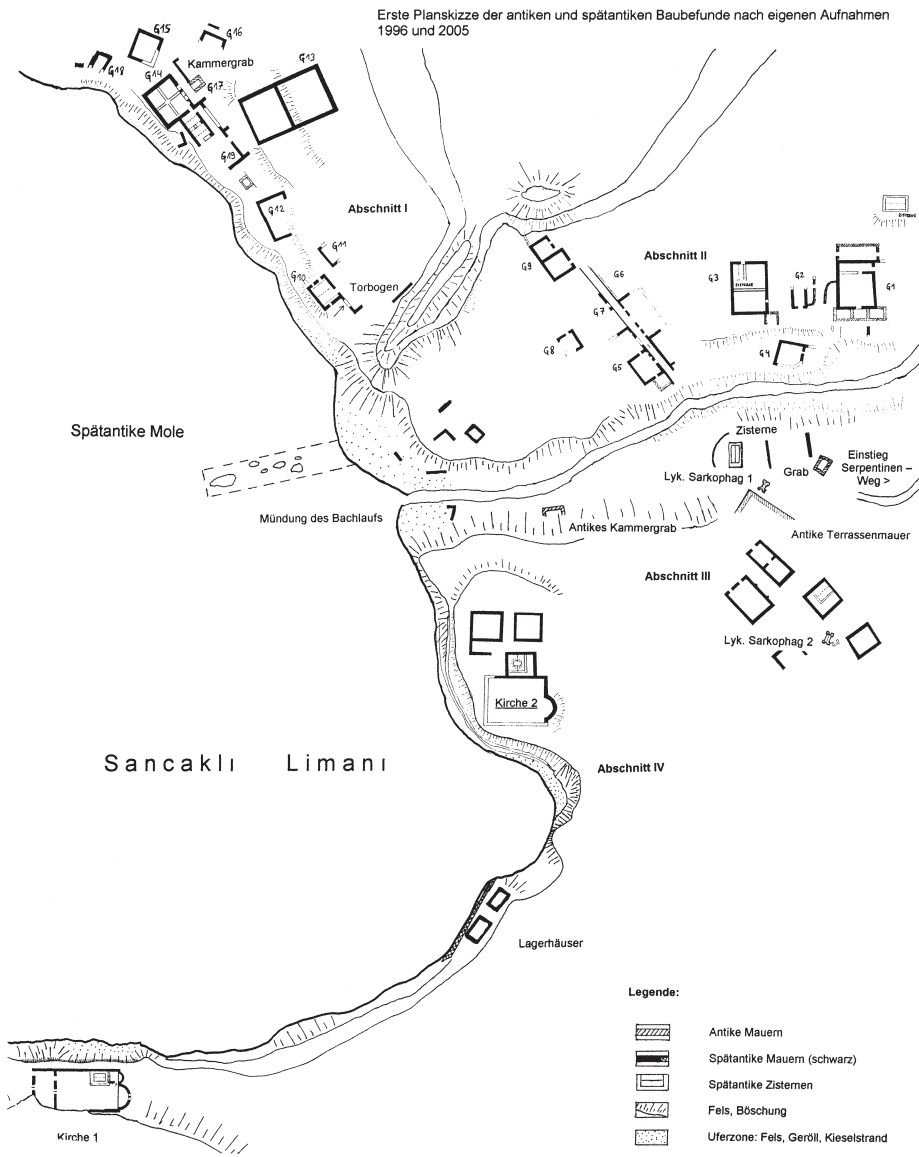 Erste Planskizze der antiken und spätantiken Baubefunde nach eigenen Aufnahmen
1996 und 2005
G15
G16
G18
G14
Kammergrab
G17
G13
G19
G12
Abschnitt I
G11
G10
Torbogen
Abschnitt II
G9
G6
G7
G8
G5
G3
ZISTERNE
G2
G1
G4
ZISTERNE
Spätantike Mole
Zisterne
Lyk. Sarkophag 1
Grab
Einstieg
Serpentinen –
Weg >
Mündung des Bachlaufs
Antikes Kammergrab
Antike Terrassenmauer
Abschnitt III
Lyk. Sarkophag 2
Kirche 2
Sancaklı Limanı
Abschnitt IV
Lagerhäuser
Kirche 1
Legende:
Antike Mauern
Spätantike Mauern (schwarz)
Spätantike Zisternen
Fels, Böschung
Uferzone: Fels, Geröll, Kieselstrand